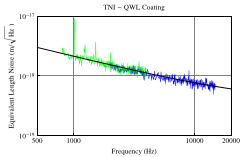 TNI − QWL Coating
10⁻¹⁷
10⁻¹⁸
10⁻¹⁹
Equivalent Length Noise (m/√Hz)
500 1000 10000 20000
Frequency (Hz)